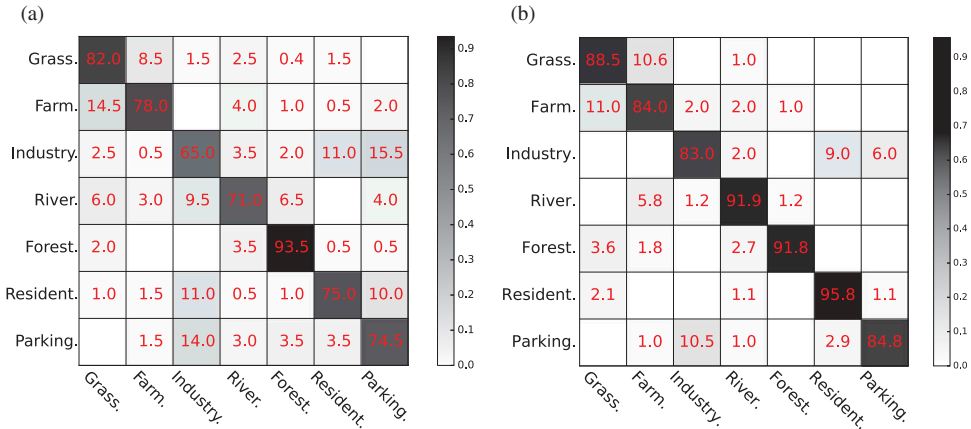 (a)
Grass. 82.0 8.5 1.5 2.5 0.4 1.5
Farm. 14.5 78.0 4.0 1.0 0.5 2.0
Industry. 2.5 0.5 65.0 3.5 2.0 11.0 15.5
River. 6.0 3.0 9.5 71.0 6.5 4.0
Forest. 2.0 3.5 93.5 0.5 0.5
Resident. 1.0 1.5 11.0 0.5 1.0 75.0 10.0
Parking. 1.5 14.0 3.0 3.5 3.5 74.5
Grass. Farm. Industry. River. Forest. Resident. Parking.
0.9
0.8
0.7
0.6
0.5
0.4
0.3
0.2
0.1
0.0
(b)
Grass. 88.5 10.6 1.0
Farm. 11.0 84.0 2.0 2.0 1.0
Industry. 83.0 2.0 9.0 6.0
River. 5.8 1.2 91.9 1.2
Forest. 3.6 1.8 2.7 91.8
Resident. 2.1 1.1 95.8 1.1
Parking. 1.0 10.5 1.0 2.9 84.8
Grass. Farm. Industry. River. Forest. Resident. Parking.
0.9
0.8
0.7
0.6
0.5
0.4
0.3
0.2
0.1
0.0